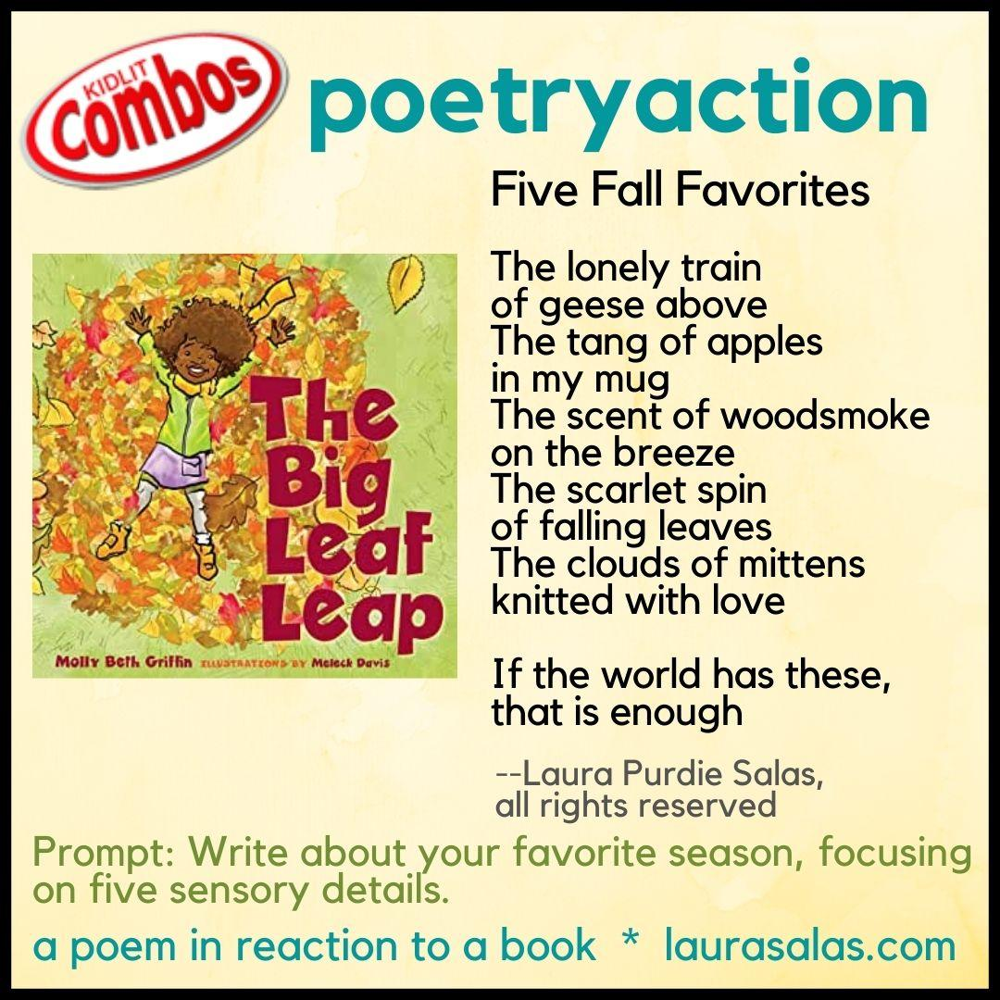 KIDLIT
Combos
poetryaction
Five Fall Favorites
The lonely train
of geese above
The tang of apples
in my mug
The scent of woodsmoke
on the breeze
The scarlet spin
of falling leaves
The clouds of mittens
knitted with love
If the world has these,
that is enough
--Laura Purdie Salas,
all rights reserved
The
Big
Leaf
Leap
Molly Beth Griffin ILLUSTRATIONS BY Meleck Davis
Prompt: Write about your favorite season, focusing
on five sensory details.
a poem in reaction to a book * laurasalas.com